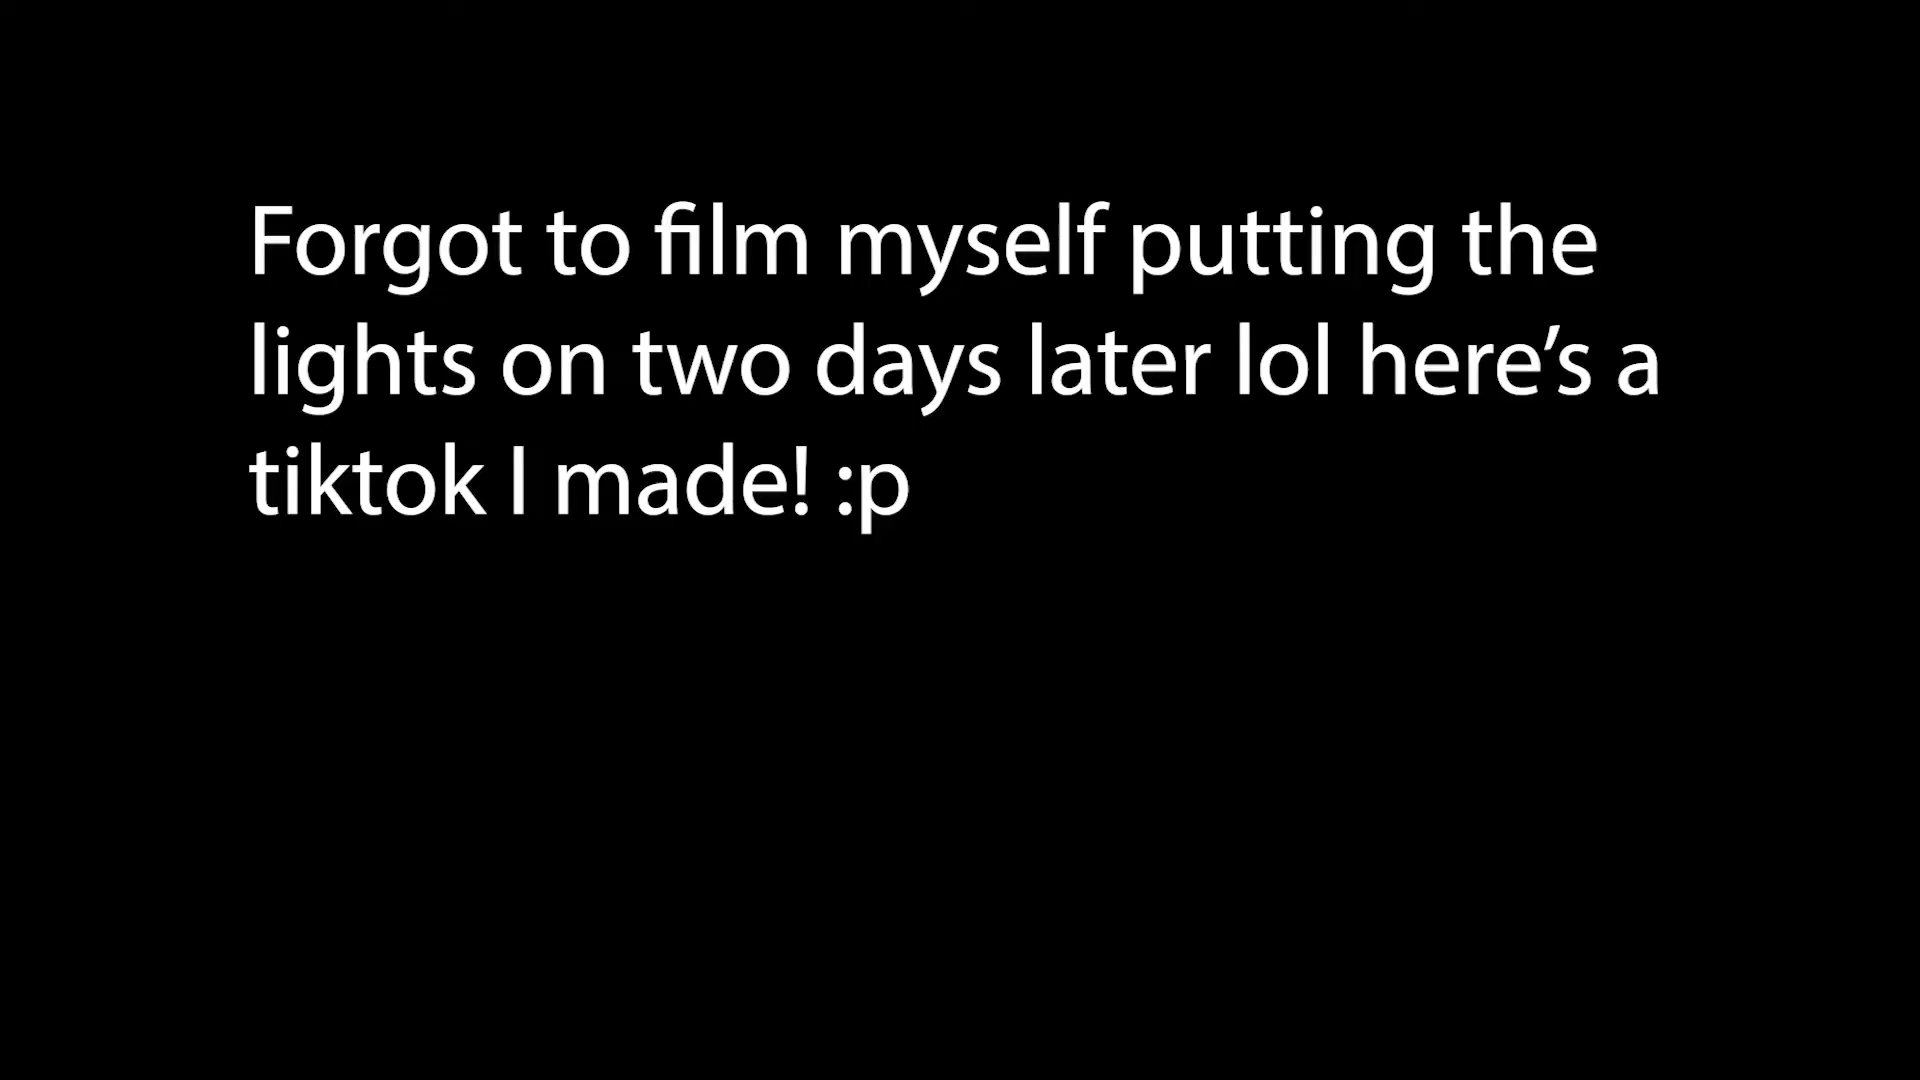 Forgot to film myself putting the
lights on two days later lol here’s a
tiktok I made! :p